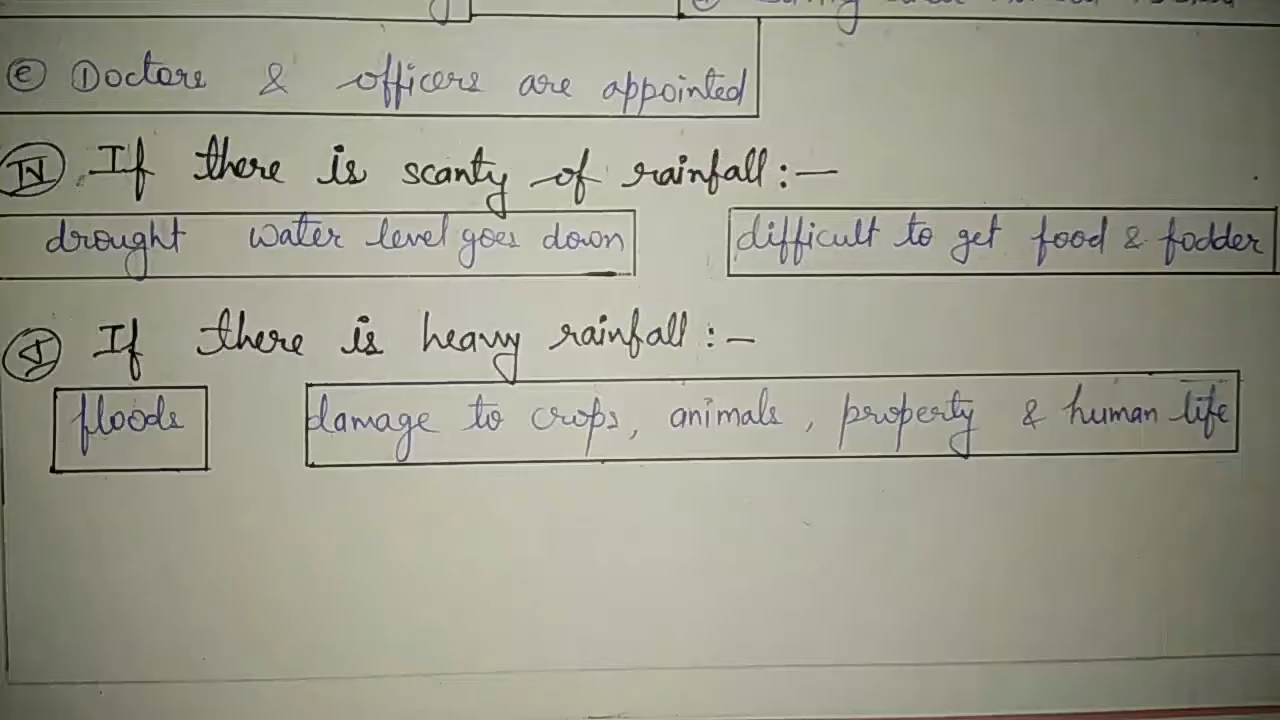 ⓔ Doctors & officers are appointed
Ⅳ If there is scanty of rainfall:—
drought water level goes down difficult to get food & fodder
Ⅴ If there is heavy rainfall:—
floods damage to crops, animals, property & human life